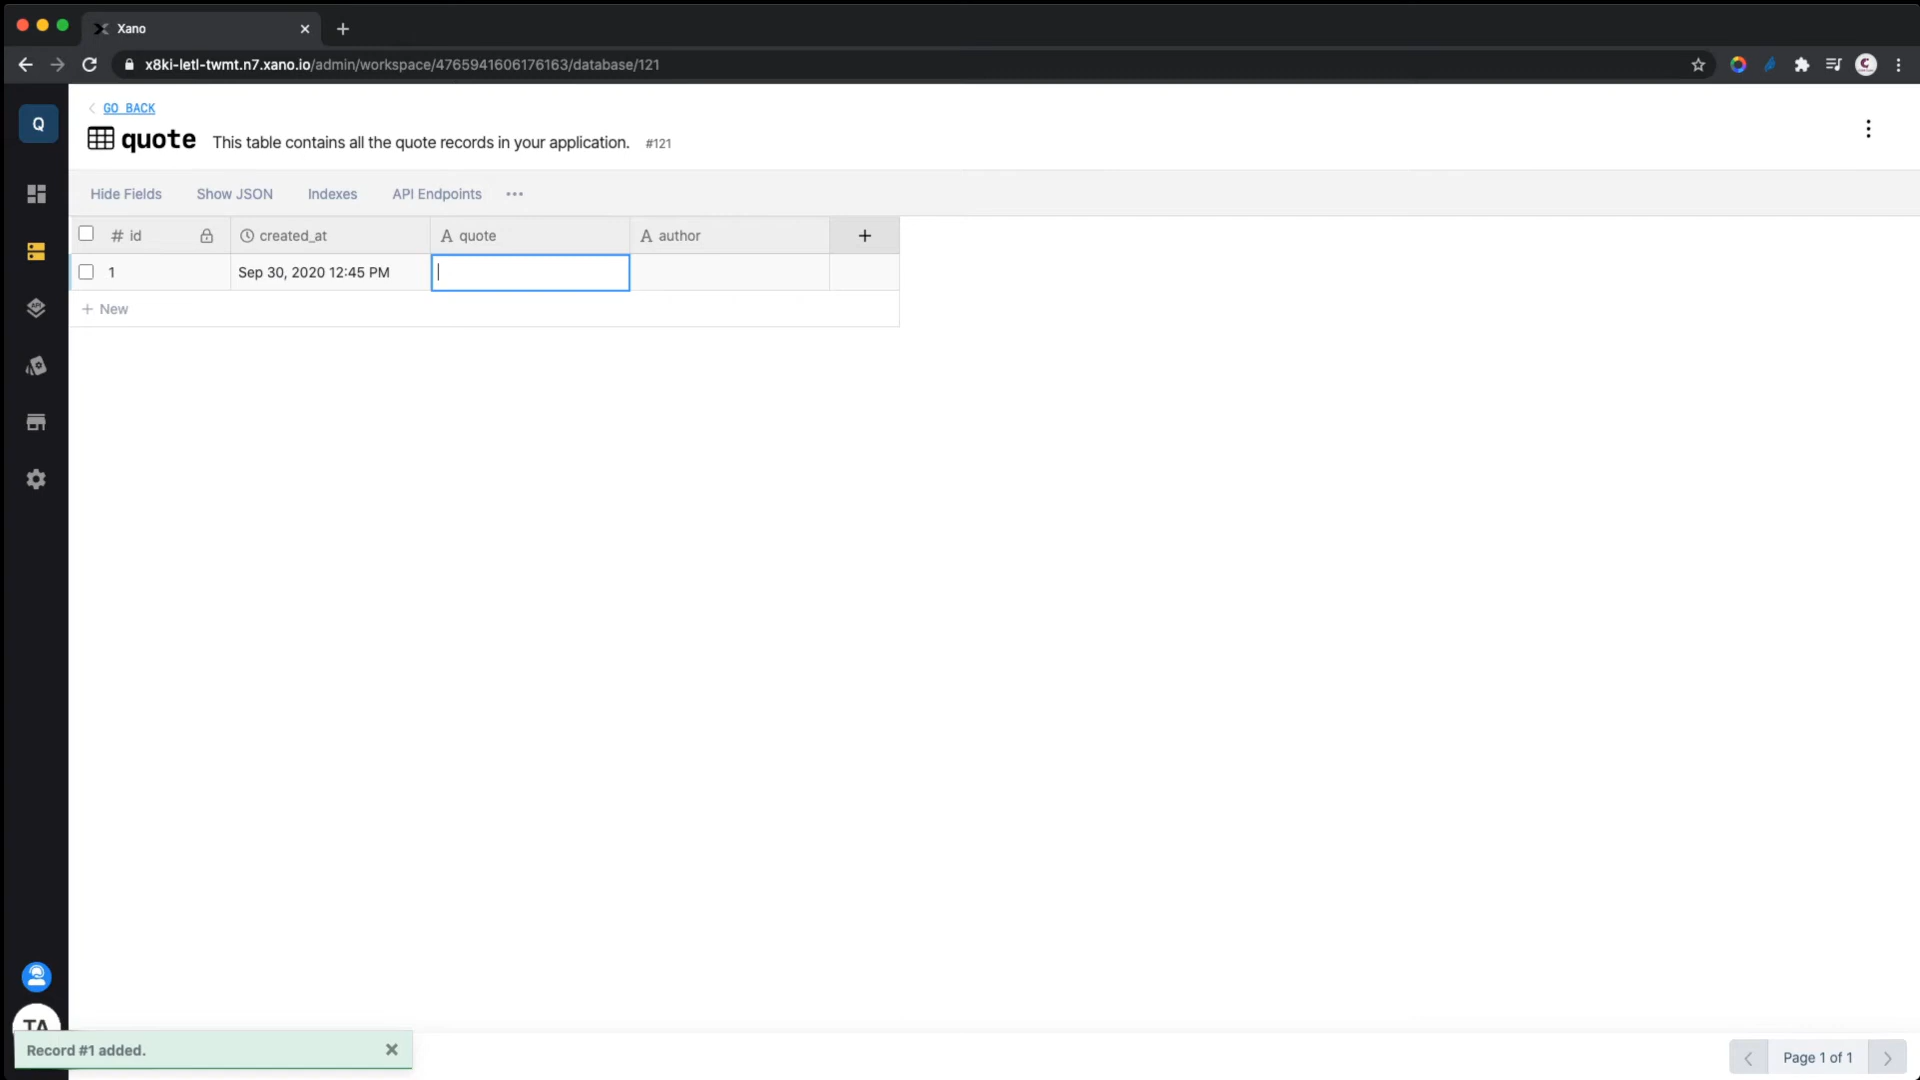 Xano
x8ki-letl-twmt.n7.xano.io/admin/workspace/4765941606176163/database/121
GO BACK
Q
quote This table contains all the quote records in your application. #121
Hide Fields Show JSON Indexes API Endpoints
# id created_at A quote A author
1 Sep 30, 2020 12:45 PM
+ New
API
TA
Record #1 added.
Page 1 of 1